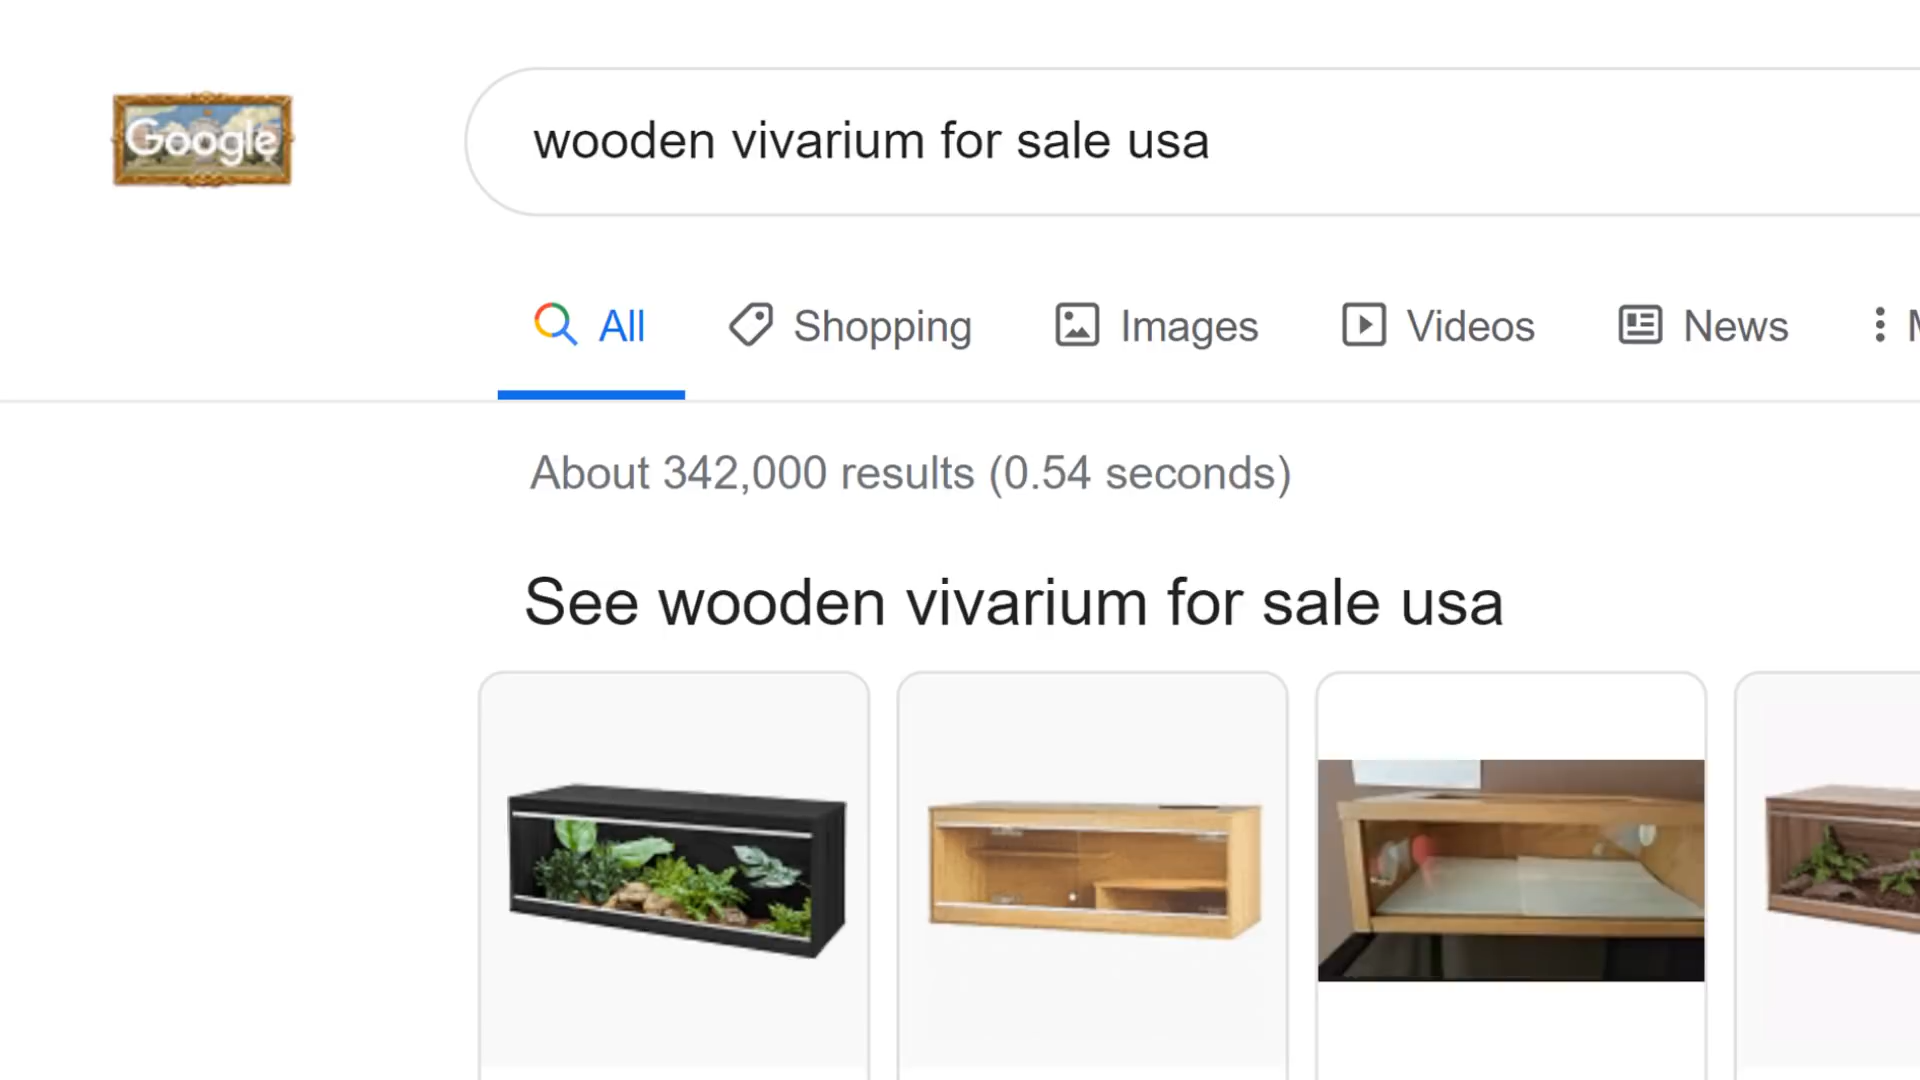 Google
wooden vivarium for sale usa
All Shopping Images Videos News
About 342,000 results (0.54 seconds)
See wooden vivarium for sale usa